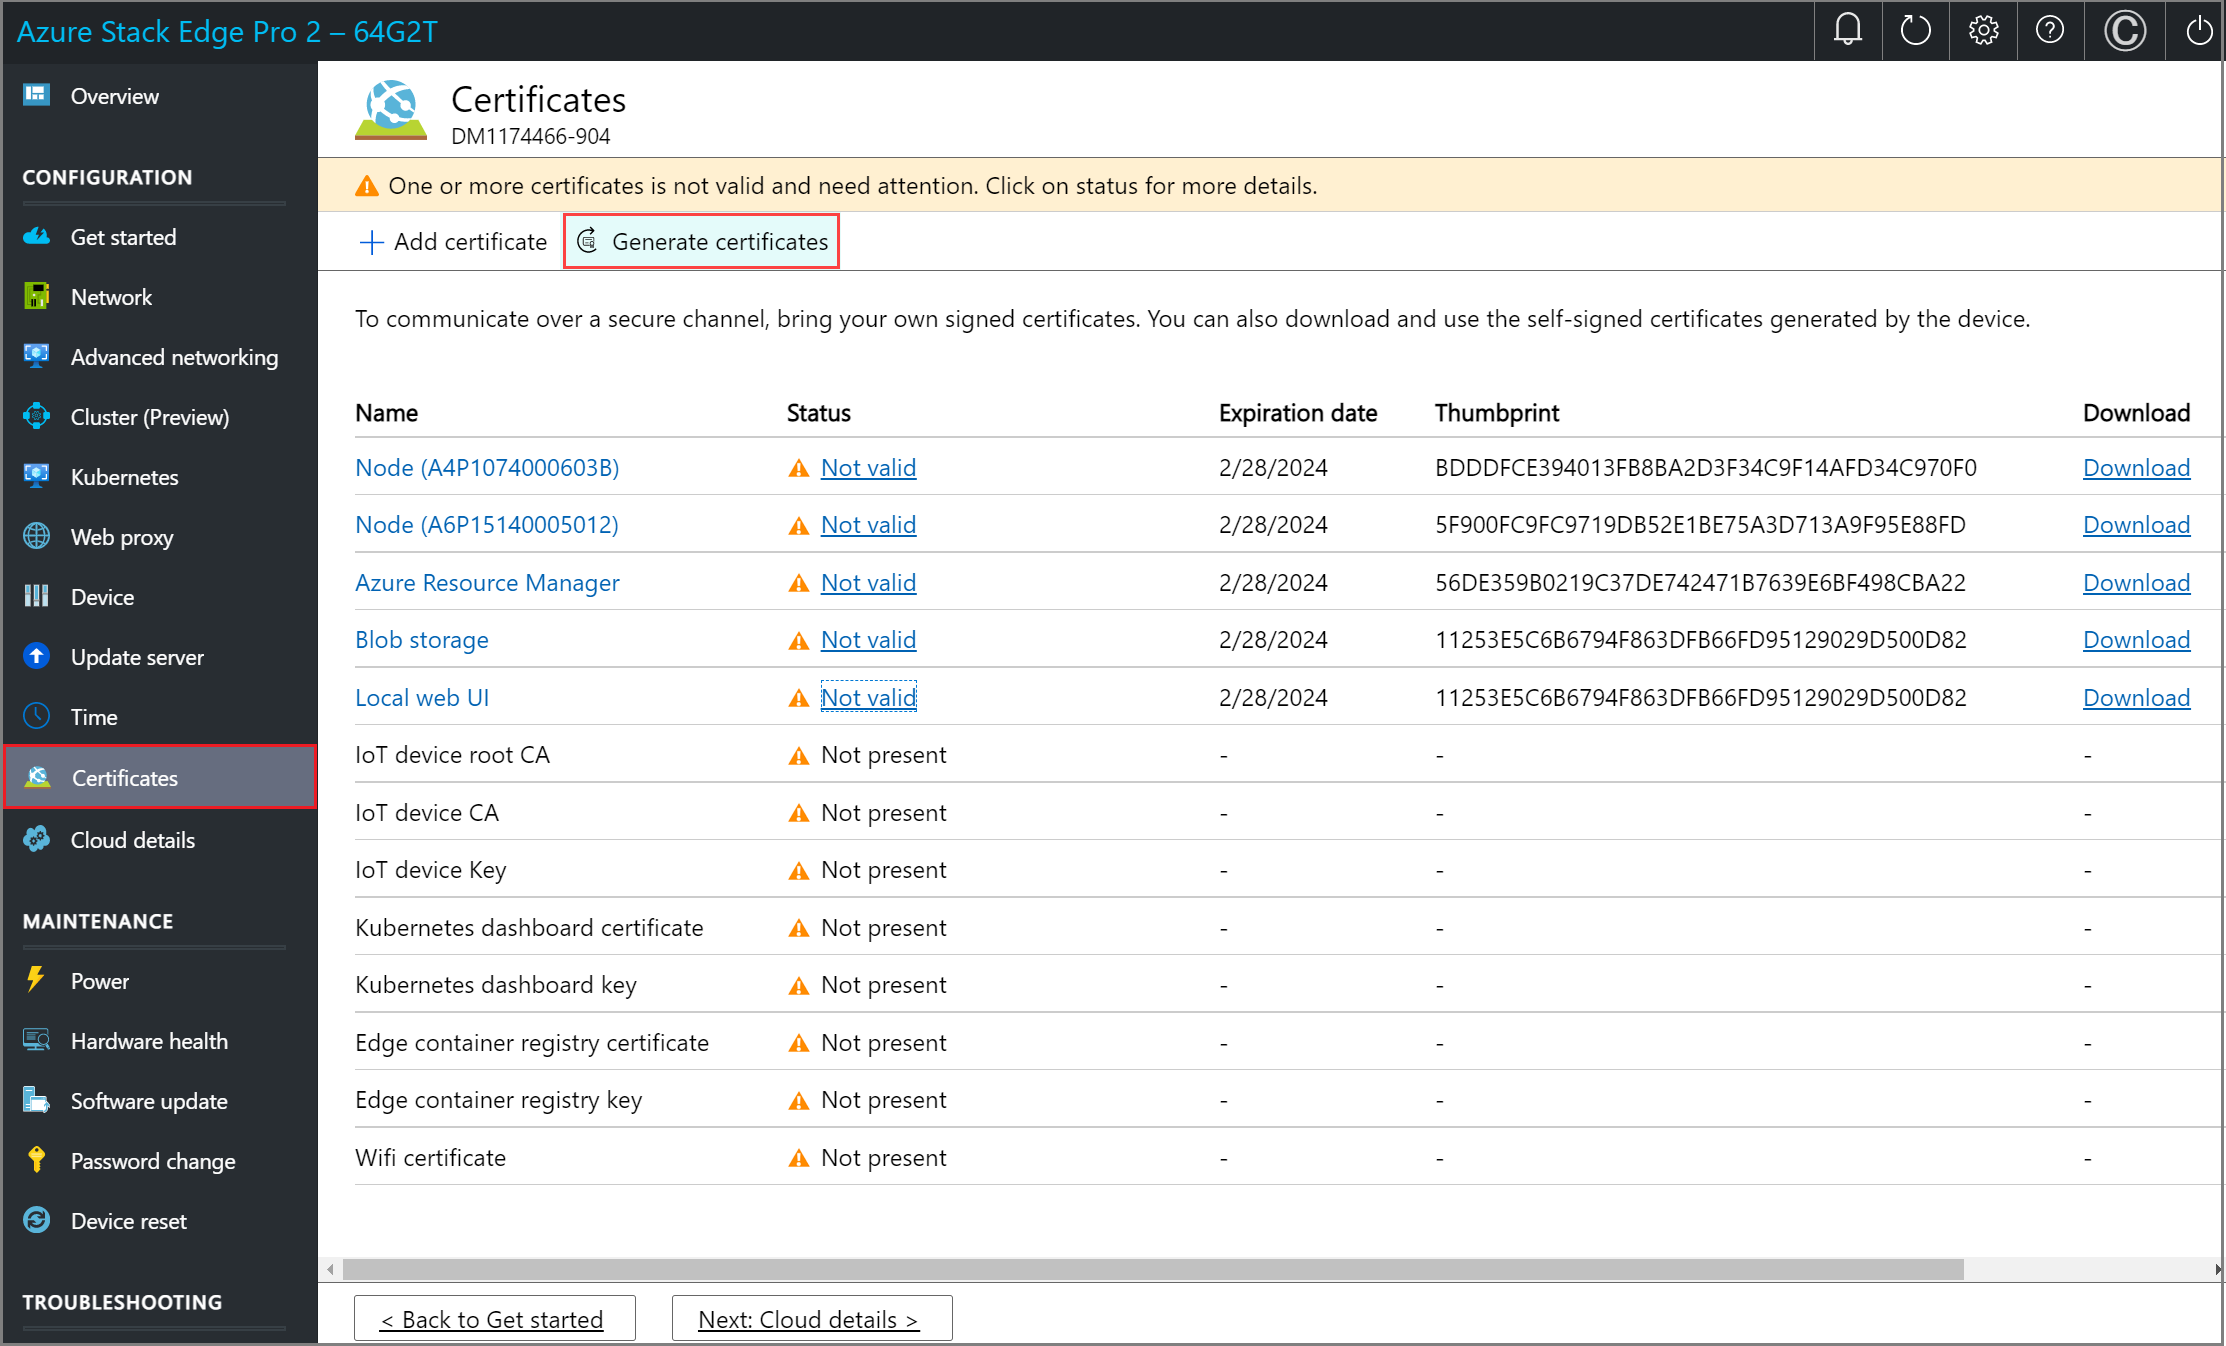 Azure Stack Edge Pro 2 – 64G2T
Overview
CONFIGURATION
Get started
Network
Advanced networking
Cluster (Preview)
Kubernetes
Web proxy
Device
Update server
Time
Certificates
Cloud details
MAINTENANCE
Power
Hardware health
Software update
Password change
Device reset
TROUBLESHOOTING
Certificates
DM1174466-904
One or more certificates is not valid and need attention. Click on status for more details.
Add certificate Generate certificates
To communicate over a secure channel, bring your own signed certificates. You can also download and use the self-signed certificates generated by the device.
Name Status Expiration date Thumbprint Download
Node (A4P1074000603B) Not valid 2/28/2024 BDDDFCE394013FB8BA2D3F34C9F14AFD34C970F0 Download
Node (A6P15140005012) Not valid 2/28/2024 5F900FC9FC9719DB52E1BE75A3D713A9F95E88FD Download
Azure Resource Manager Not valid 2/28/2024 56DE359B0219C37DE742471B7639E6BF498CBA22 Download
Blob storage Not valid 2/28/2024 11253E5C6B6794F863DFB66FD95129029D500D82 Download
Local web UI Not valid 2/28/2024 11253E5C6B6794F863DFB66FD95129029D500D82 Download
IoT device root CA Not present - - -
IoT device CA Not present - - -
IoT device Key Not present - - -
Kubernetes dashboard certificate Not present - - -
Kubernetes dashboard key Not present - - -
Edge container registry certificate Not present - - -
Edge container registry key Not present - - -
Wifi certificate Not present - - -
< Back to Get started Next: Cloud details >